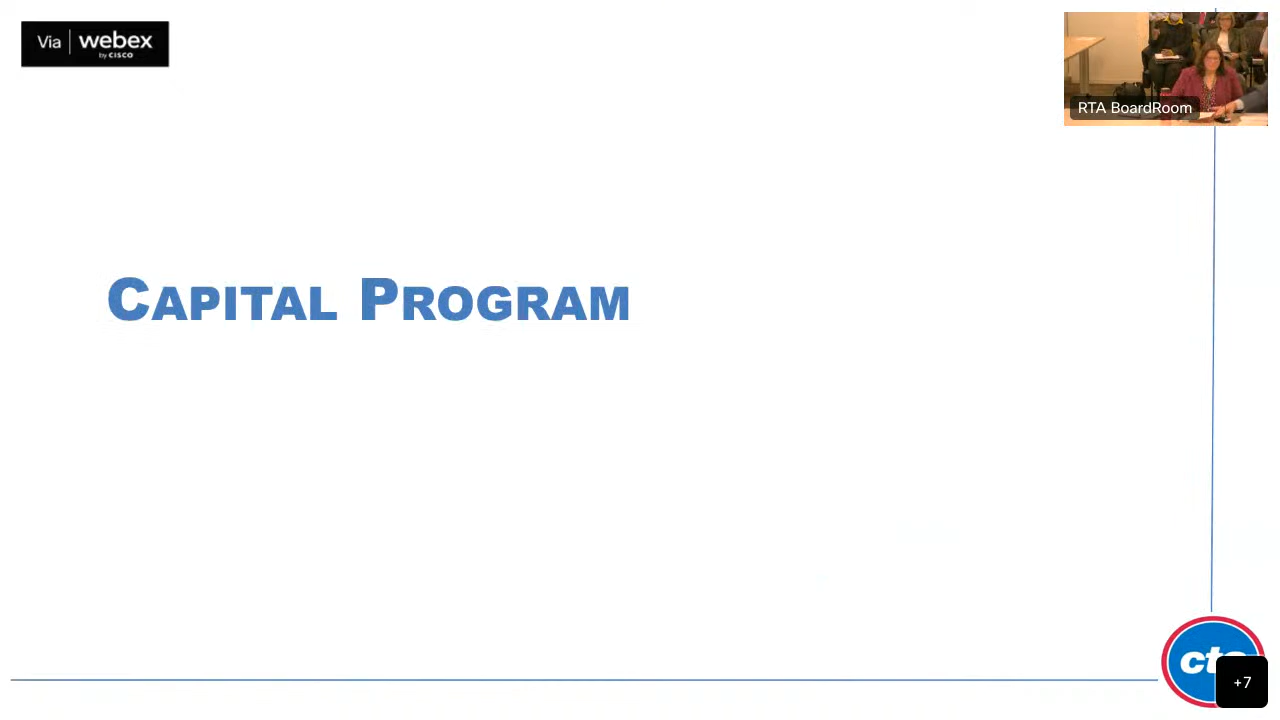 Via | webex
by CISCO
RTA BoardRoom
CAPITAL PROGRAM
+7